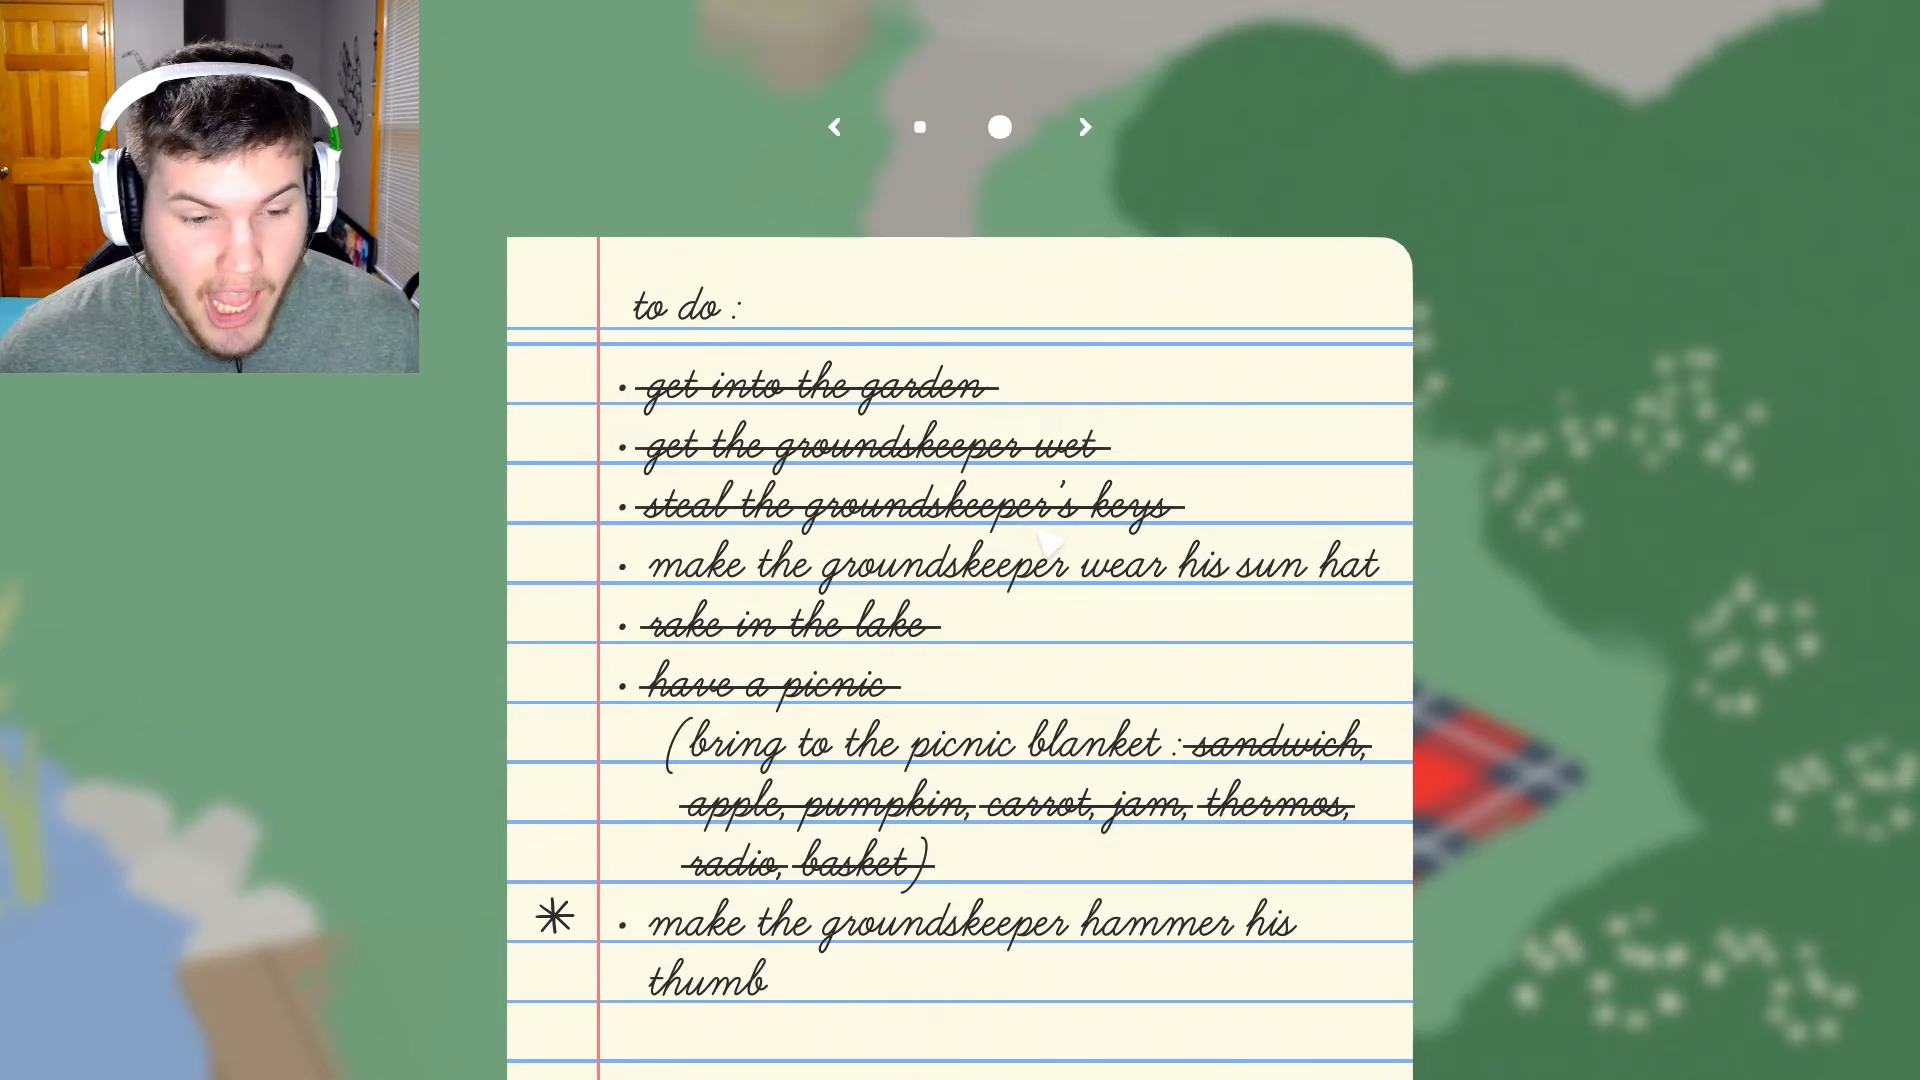 to do :
• get into the garden
• get the groundskeeper wet
• steal the groundskeeper's keys
• make the groundskeeper wear his sun hat
• rake in the lake
• have a picnic
(bring to the picnic blanket : sandwich,
apple, pumpkin, carrot, jam, thermos,
radio, basket)
* • make the groundskeeper hammer his
thumb